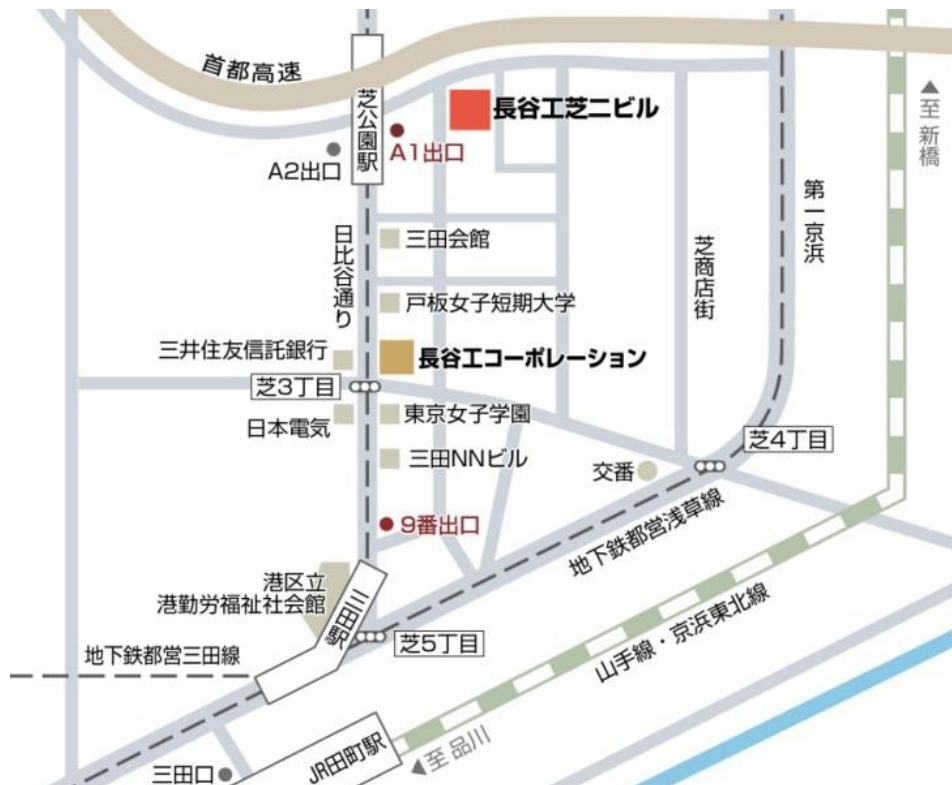 首都高速
芝公園駅
長谷工芝二ビル
▲至 新橋
A1出口
A2出口
第一京浜
日比谷通り
三田会館
芝商店街
戸板女子短期大学
三井住友信託銀行
長谷工コーポレーション
芝3丁目
日本電気
東京女子学園
芝4丁目
三田NNビル
交番
9番出口
地下鉄都営浅草線
港区立
港勤労福祉社会館
三田駅
山手線・京浜東北線
芝5丁目
地下鉄都営三田線
JR田町駅
▲至 品川
三田口